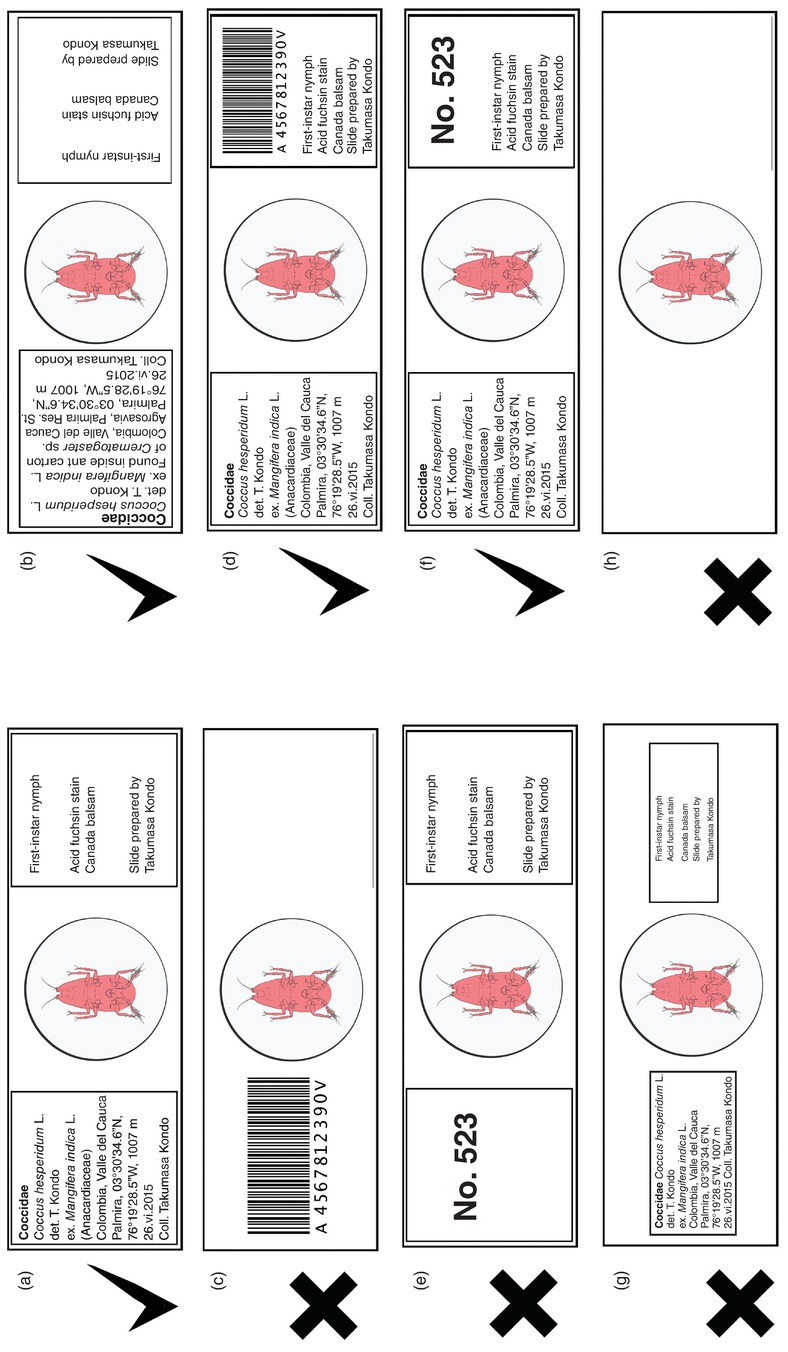 (a)
Coccidae
Coccus hesperidum L.
det. T. Kondo
ex. Mangifera indica L.
(Anacardiaceae)
Colombia, Valle del Cauca
Palmira, 03°30'34.6"N,
76°19'28.5"W, 1007 m
26.vi.2015
Coll. Takumasa Kondo
First-instar nymph
Acid fuchsin stain
Canada balsam
Slide prepared by
Takumasa Kondo
(b)
Coccidae
Coccus hesperidum L.
det. T. Kondo
ex. Mangifera indica L.
Found inside ant carton
of Crematogaster sp.
Colombia, Valle del Cauca
Agrosavia, Palmira Res. St.
Palmira, 03°30'34.6"N,
76°19'28.5"W, 1007 m
26.vi.2015
Coll. Takumasa Kondo
First-instar nymph
Acid fuchsin stain
Canada balsam
Slide prepared by
Takumasa Kondo
(c)
A 4567812390V
(d)
Coccidae
Coccus hesperidum L.
det. T. Kondo
ex. Mangifera indica L.
(Anacardiaceae)
Colombia, Valle del Cauca
Palmira, 03°30'34.6"N,
76°19'28.5"W, 1007 m
26.vi.2015
Coll. Takumasa Kondo
A 4567812390V
First-instar nymph
Acid fuchsin stain
Canada balsam
Slide prepared by
Takumasa Kondo
(e)
No. 523
First-instar nymph
Acid fuchsin stain
Canada balsam
Slide prepared by
Takumasa Kondo
(f)
Coccidae
Coccus hesperidum L.
det. T. Kondo
ex. Mangifera indica L.
(Anacardiaceae)
Colombia, Valle del Cauca
Palmira, 03°30'34.6"N,
76°19'28.5"W, 1007 m
26.vi.2015
Coll. Takumasa Kondo
No. 523
First-instar nymph
Acid fuchsin stain
Canada balsam
Slide prepared by
Takumasa Kondo
(g)
Coccidae Coccus hesperidum L.
det. T. Kondo
ex. Mangifera indica L.
Colombia, Valle del Cauca
Palmira, 03°30'34.6"N,
76°19'28.5"W, 1007 m
26.vi.2015 Coll. Takumasa Kondo
First-instar nymph
Acid fuchsin stain
Canada balsam
Slide prepared by
Takumasa Kondo
(h)